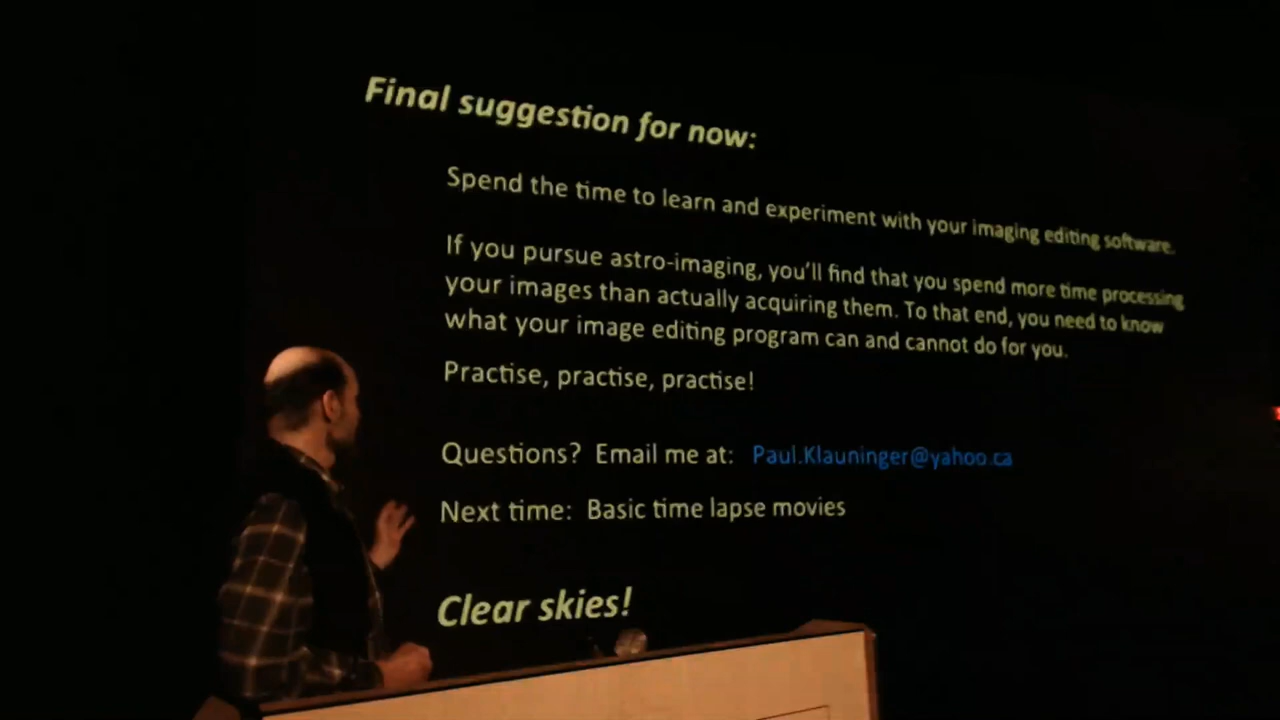 Final suggestion for now:
Spend the time to learn and experiment with your imaging editing software.
If you pursue astro-imaging, you'll find that you spend more time processing
your images than actually acquiring them. To that end, you need to know
what your image editing program can and cannot do for you.
Practise, practise, practise!
Questions? Email me at: Paul.Klauninger@yahoo.ca
Next time: Basic time lapse movies
Clear skies!